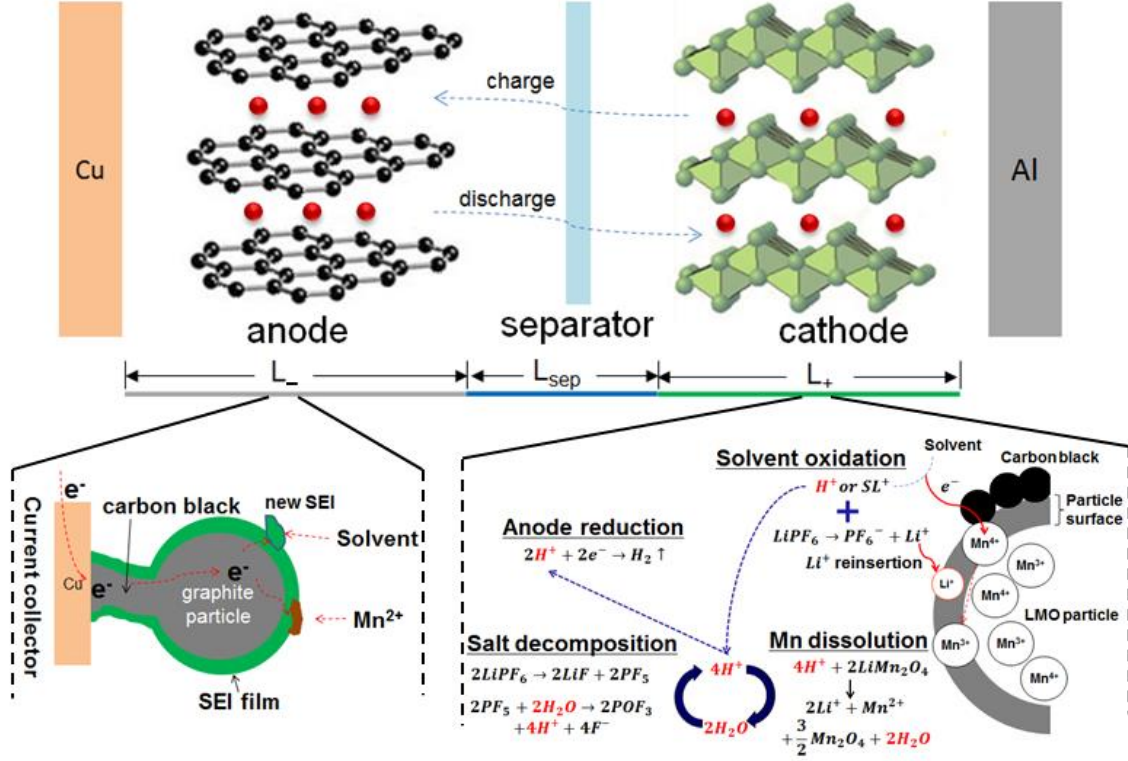 Cu
charge
discharge
Al
anode
separator
cathode
L_
L_sep
L_+
Current collector
e⁻
carbon black
new SEI
Solvent
Cu
e⁻
e⁻
graphite
particle
Mn²⁺
SEI film
Solvent oxidation
Solvent
Carbon black
H⁺ or SL⁺
e⁻
Particle
surface
+
Anode reduction
2H⁺ + 2e⁻ → H₂ ↑
LiPF₆ → PF₆⁻ + Li⁺
Li⁺ reinsertion
Mn⁴⁺
Mn³⁺
Li⁺
Mn⁴⁺
LMO particle
Mn³⁺
Mn³⁺
Mn⁴⁺
Salt decomposition
2LiPF₆ → 2LiF + 2PF₅
2PF₅ + 2H₂O → 2POF₃
+4H⁺ + 4F⁻
4H⁺
2H₂O
Mn dissolution
4H⁺ + 2LiMn₂O₄
↓
2Li⁺ + Mn²⁺
+ 3/2 Mn₂O₄ + 2H₂O